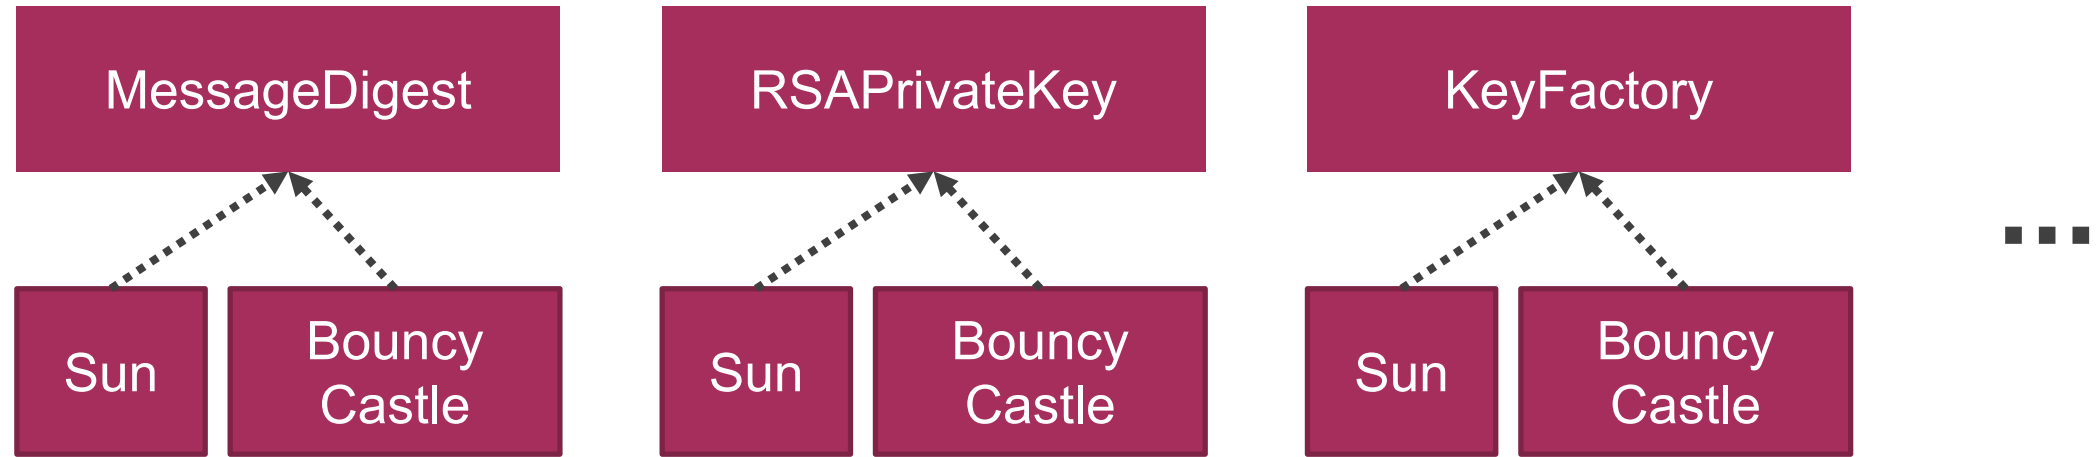 MessageDigest
RSAPrivateKey
KeyFactory
...
Sun
Bouncy
Castle
Sun
Bouncy
Castle
Sun
Bouncy
Castle